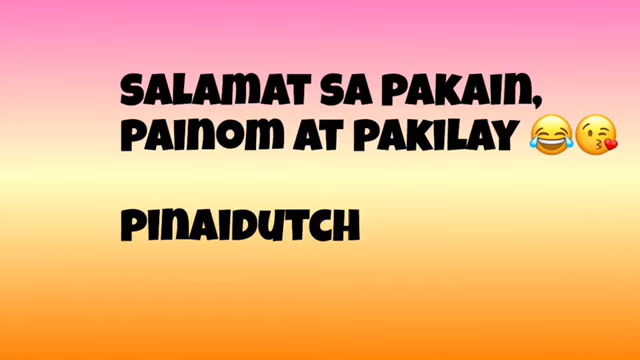 SALAMAT SA PAKAIN,
PAINOM AT PAKILAY 😂😘
PINAIDUTCH